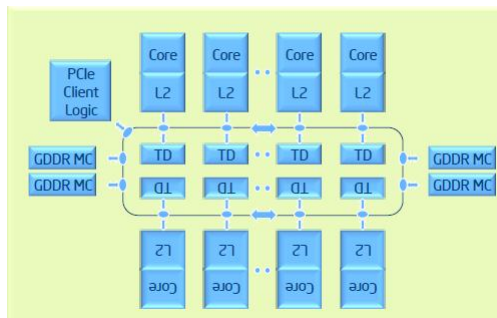 Core Core Core Core
PCIe
Client
Logic
L2 L2 L2 L2
GDDR MC TD TD TD TD GDDR MC
GDDR MC TD TD TD TD GDDR MC
L2 L2 L2 L2
Core Core Core Core